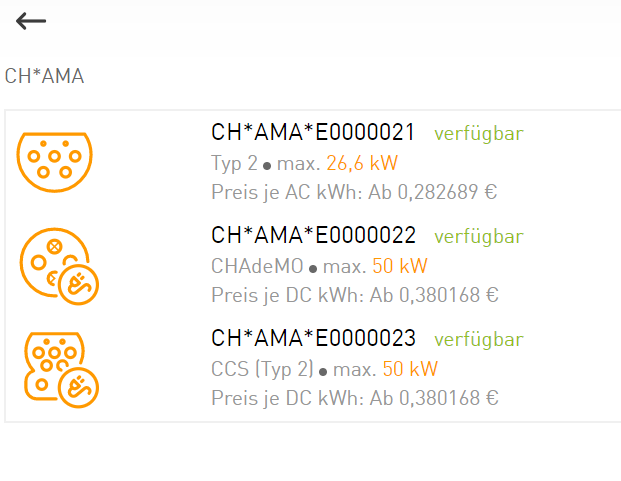 CH*AMA
CH*AMA*E0000021 verfügbar
Typ 2 ● max. 26,6 kW
Preis je AC kWh: Ab 0,282689 €
CH*AMA*E0000022 verfügbar
CHAdeMO ● max. 50 kW
Preis je DC kWh: Ab 0,380168 €
CH*AMA*E0000023 verfügbar
CCS (Typ 2) ● max. 50 kW
Preis je DC kWh: Ab 0,380168 €